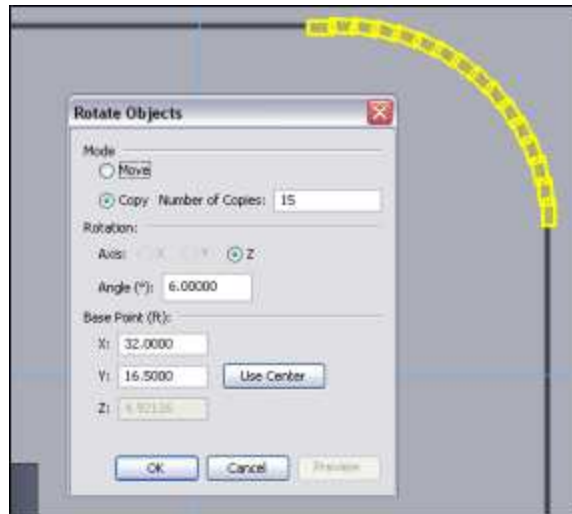 Rotate Objects
Mode
Move
Copy Number of Copies: 15
Rotation:
Axis: X Y Z
Angle (°): 6.00000
Base Point (ft):
X: 32.0000
Y: 16.5000 Use Center
Z:
OK Cancel Preview